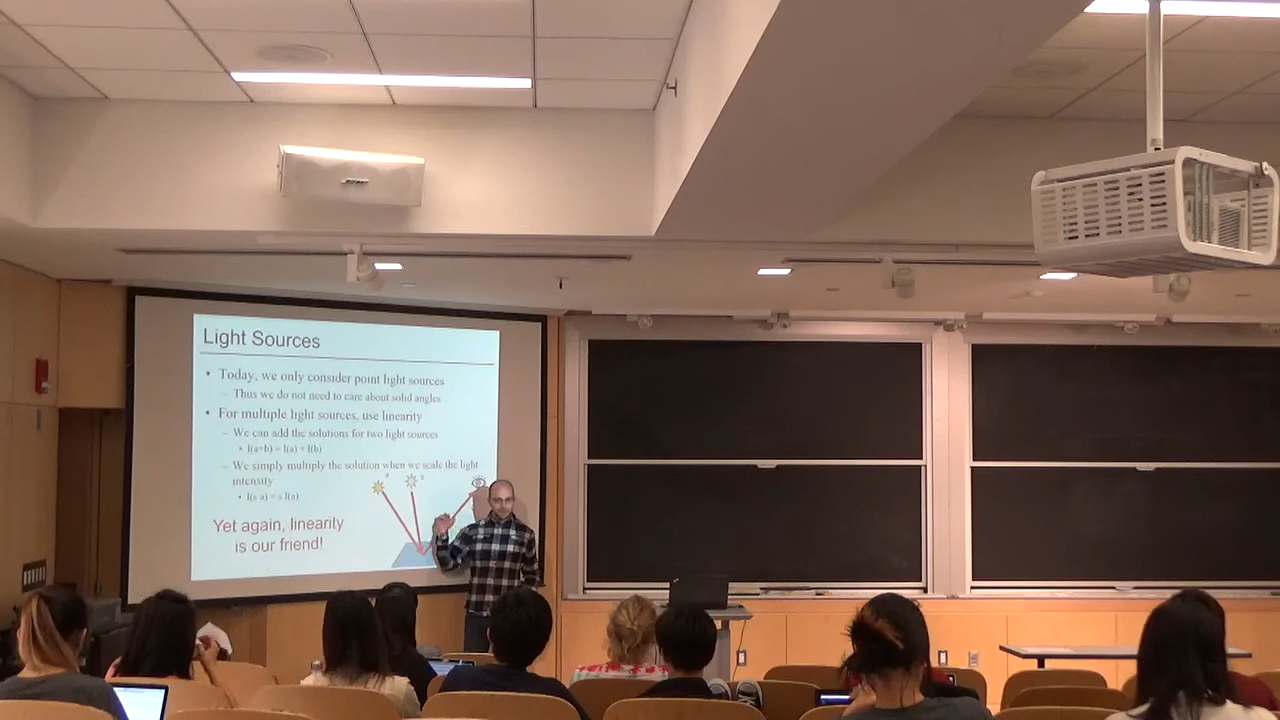 Light Sources
• Today, we only consider point light sources
– Thus we do not need to care about solid angles
• For multiple light sources, use linearity
– We can add the solutions for two light sources
• I(a+b) = I(a) + I(b)
– We simply multiply the solution when we scale the light
intensity
• I(s a) = s I(a)
Yet again, linearity
is our friend!